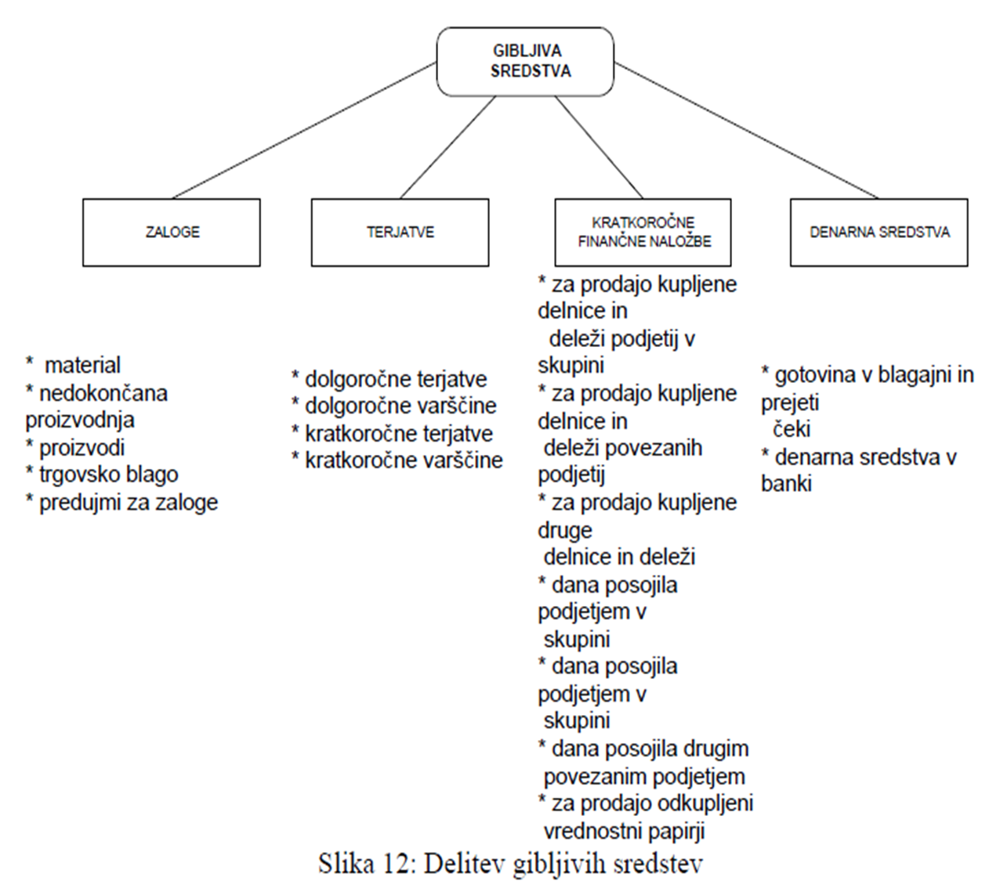 GIBLJIVA
SREDSTVA
ZALOGE
TERJATVE
KRATKOROČNE
FINANČNE NALOŽBE
DENARNA SREDSTVA
* material
* nedokončana
proizvodnja
* proizvodi
* trgovsko blago
* predujmi za zaloge
* dolgoročne terjatve
* dolgoročne varščine
* kratkoročne terjatve
* kratkoročne varščine
* za prodajo kupljene
delnice in
deleži podjetij v
skupini
* za prodajo kupljene
delnice in
deleži povezanih
podjetij
* za prodajo kupljene
druge
delnice in deleži
* dana posojila
podjetjem v
skupini
* dana posojila
podjetjem v
skupini
* dana posojila drugim
povezanim podjetjem
* za prodajo odkupljeni
vrednostni papirji
* gotovina v blagajni in
prejeti
čeki
* denarna sredstva v
banki
Slika 12: Delitev gibljivih sredstev